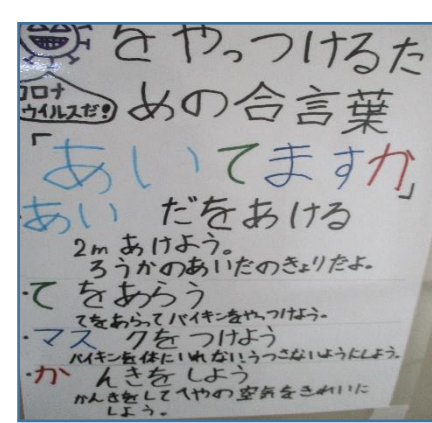 をやっつけるた
コロナ
ウイルスだ!
めの合言葉
「あいてますか」
・あいだをあける
2mあけよう。
ろうかのあいだのきょりだよ。
・てをあらう
てをあらってバイキンをやっつけよう。
・マスクをつけよう
バイキンを体にいれないうつさないようにしよう。
・かんきをしよう
かんきをしてへやの空気をきれいに
しよう。